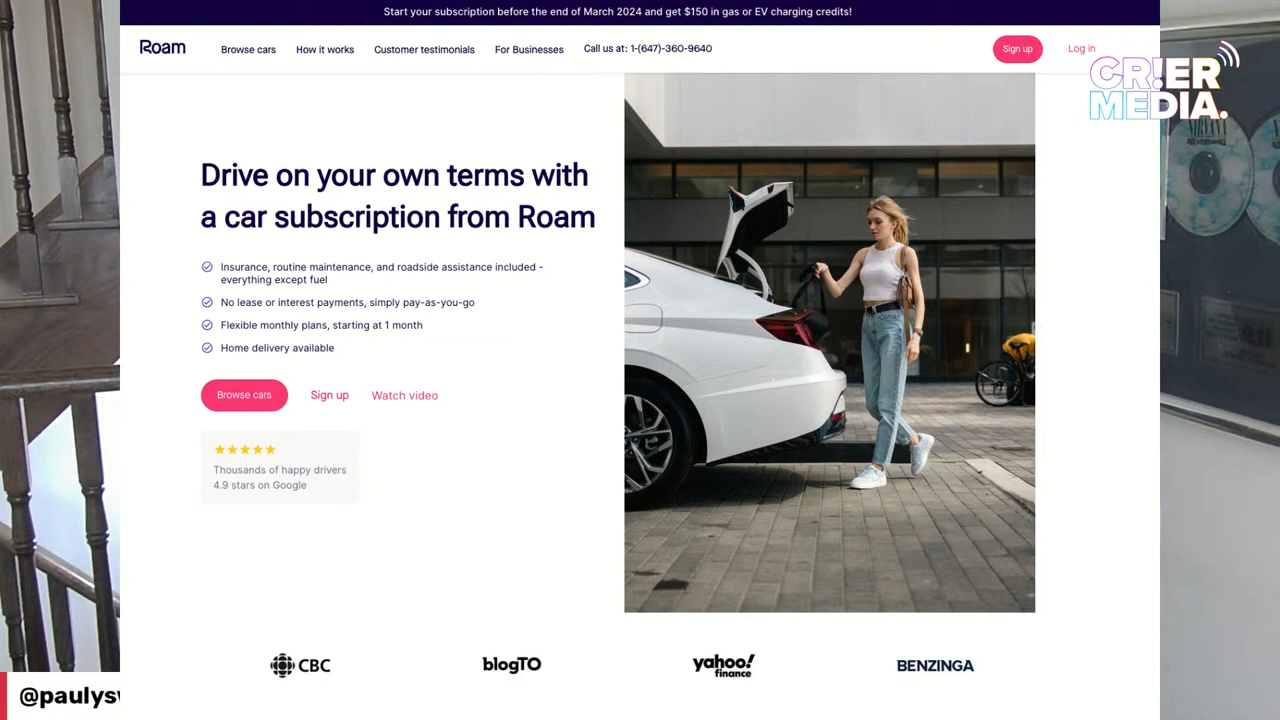 Start your subscription before the end of March 2024 and get $150 in gas or EV charging credits!
Roam
Browse cars
How it works
Customer testimonials
For Businesses
Call us at: 1-(647)-360-9640
Sign up
Log in
CR!ER
MEDIA.
NIRVANA
Drive on your own terms with
a car subscription from Roam
Insurance, routine maintenance, and roadside assistance included -
everything except fuel
No lease or interest payments, simply pay-as-you-go
Flexible monthly plans, starting at 1 month
Home delivery available
Browse cars
Sign up
Watch video
Thousands of happy drivers
4.9 stars on Google
CBC
blogTO
yahoo!
finance
BENZINGA
@paulys